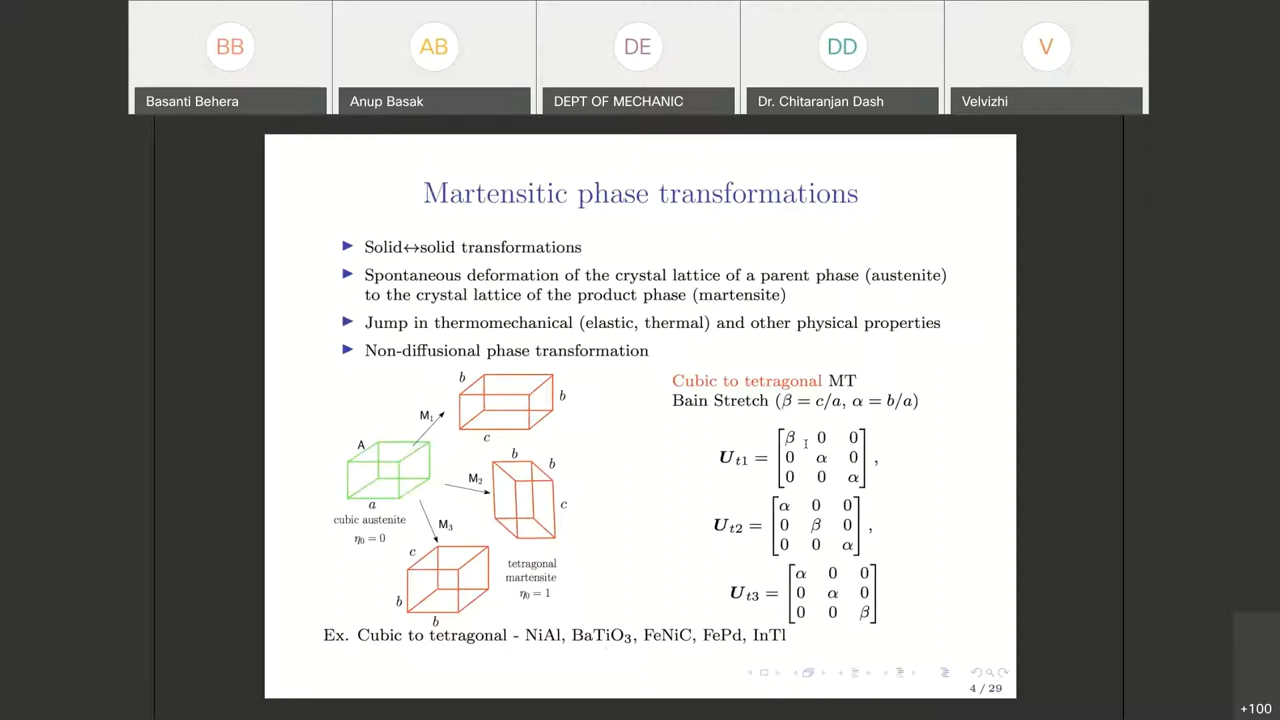 BB
AB
DE
DD
V
Basanti Behera
Anup Basak
DEPT OF MECHANIC
Dr. Chitaranjan Dash
Velvizhi
Martensitic phase transformations
Solid↔solid transformations
Spontaneous deformation of the crystal lattice of a parent phase (austenite)
to the crystal lattice of the product phase (martensite)
Jump in thermomechanical (elastic, thermal) and other physical properties
Non-diffusional phase transformation
b
b
c
M1
A
a
cubic austenite
η0 = 0
M2
b
b
c
M3
c
b
b
tetragonal
martensite
η0 = 1
Cubic to tetragonal MT
Bain Stretch (β = c/a, α = b/a)
Ut1 = [β 0 0
0 α 0
0 0 α],
Ut2 = [α 0 0
0 β 0
0 0 α],
Ut3 = [α 0 0
0 α 0
0 0 β]
Ex. Cubic to tetragonal - NiAl, BaTiO3, FeNiC, FePd, InTl
4 / 29
+100